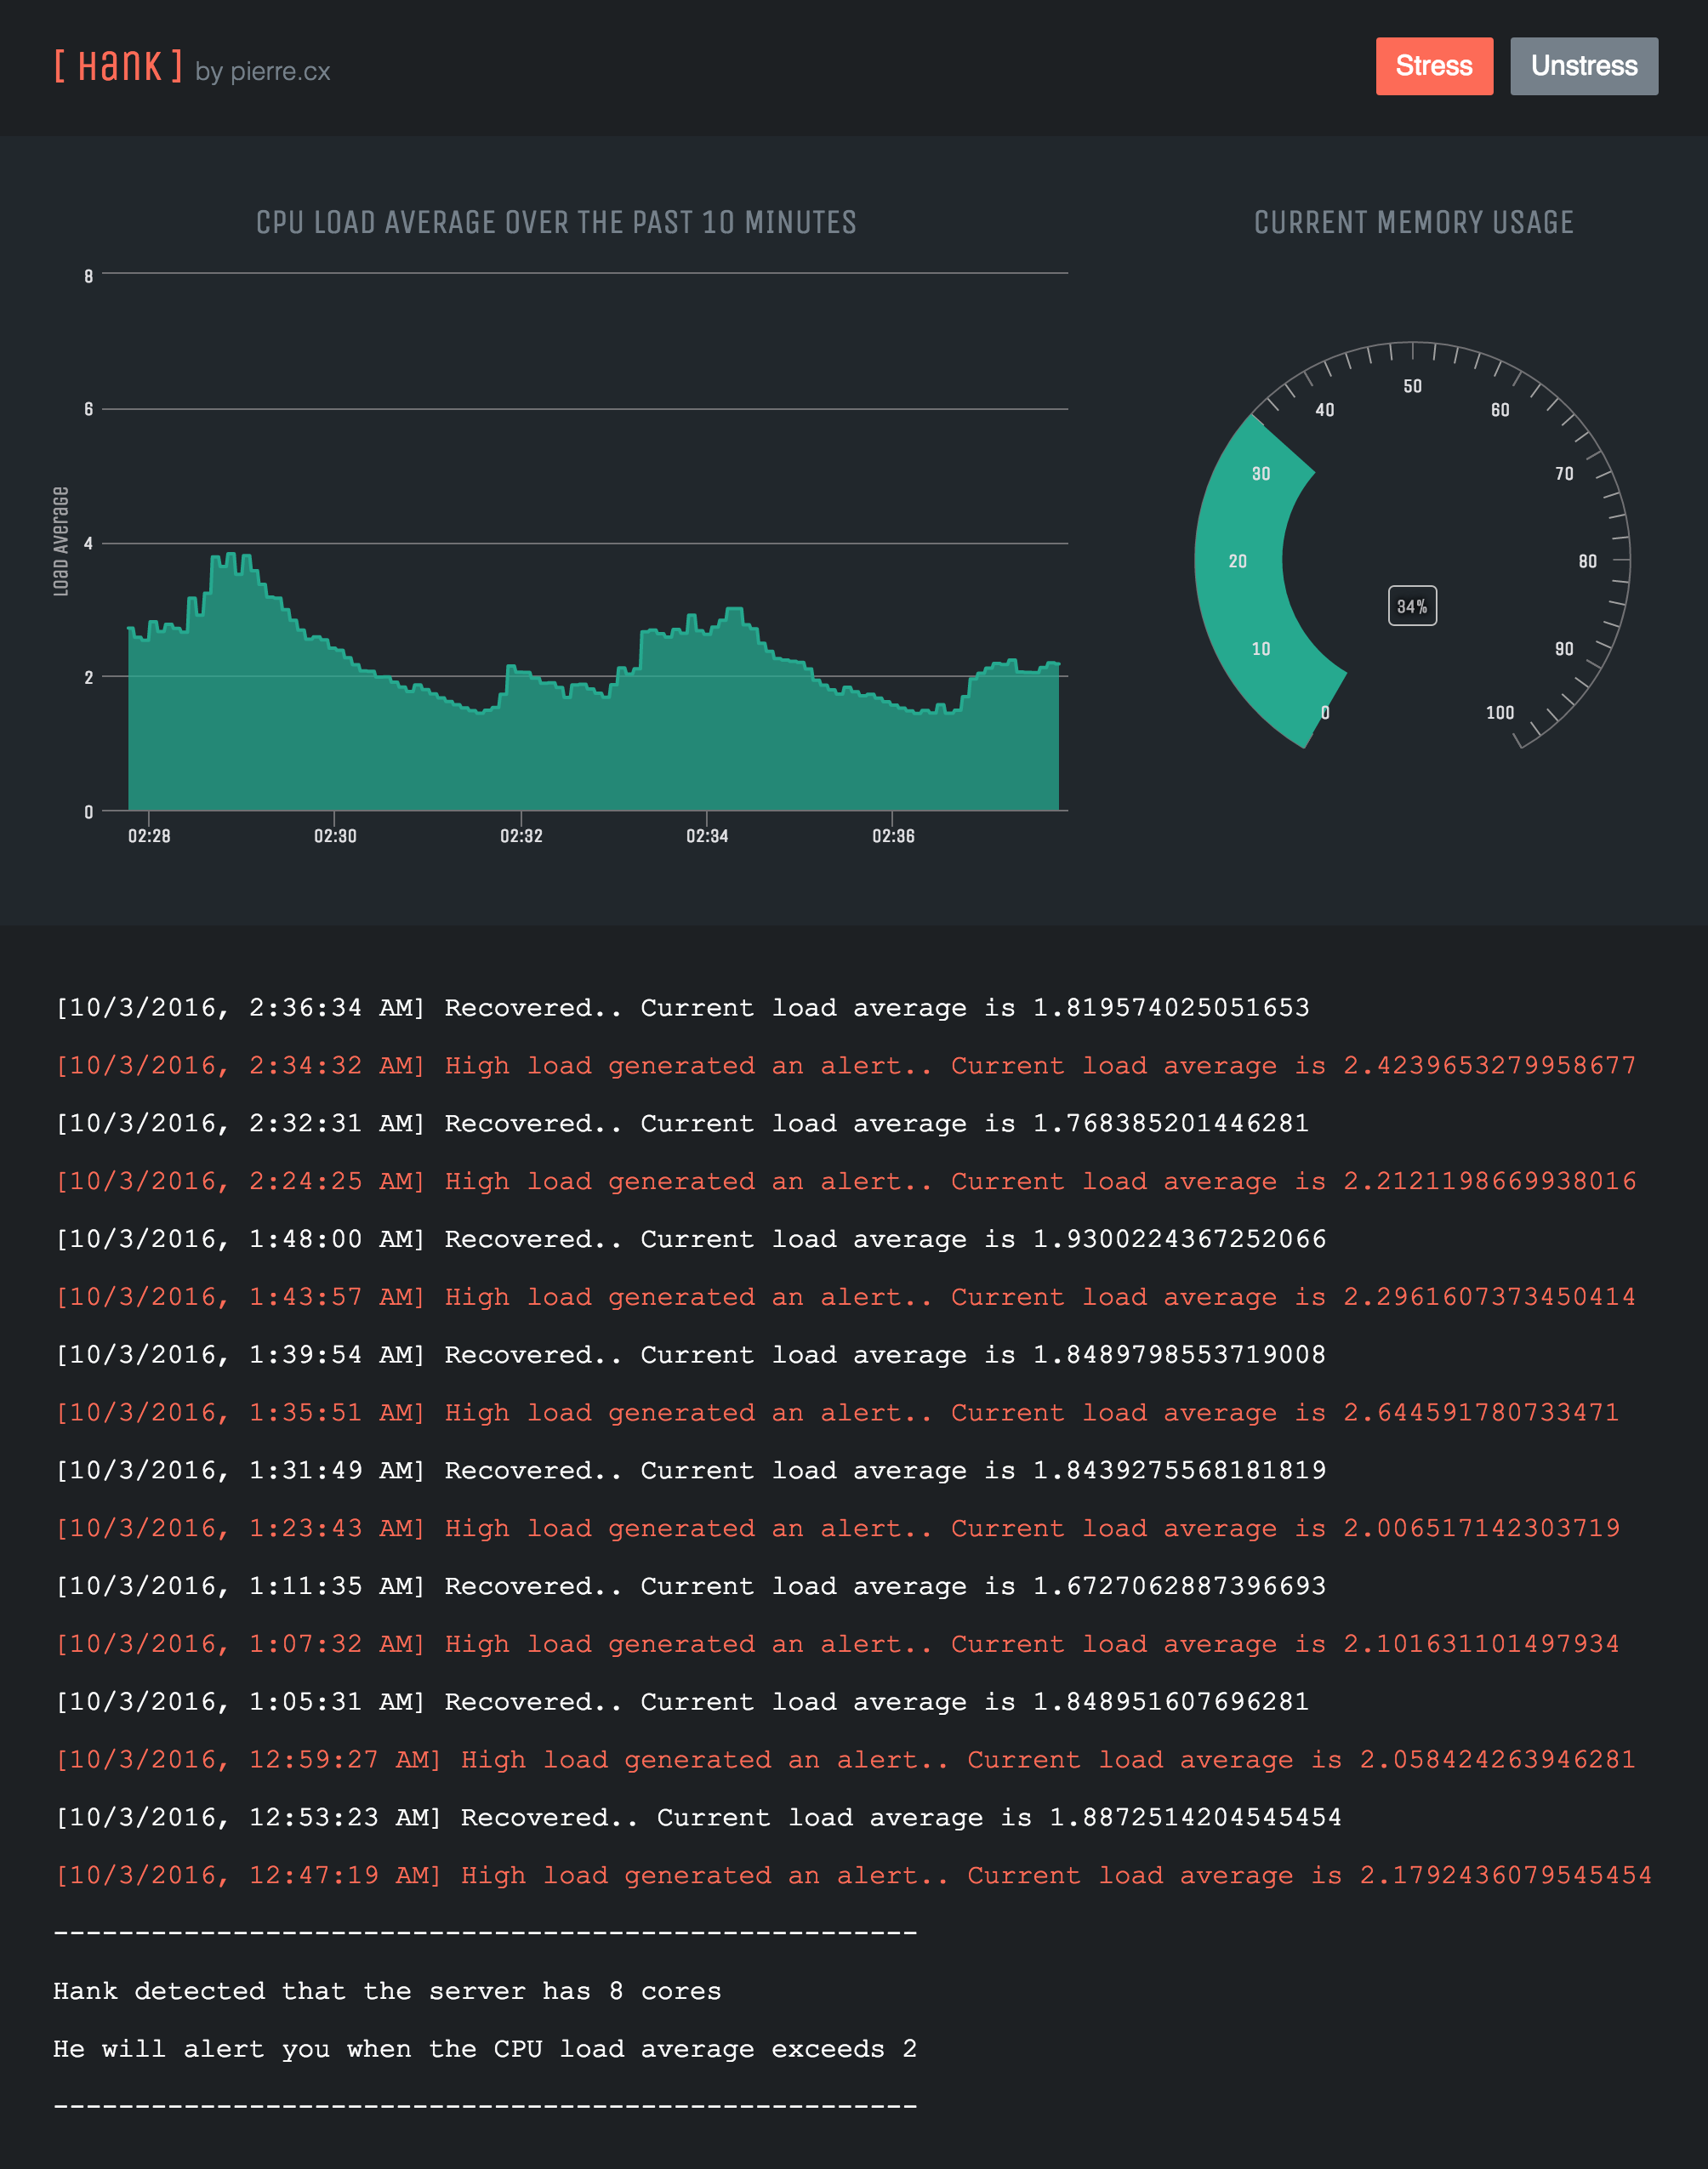 [ Hank ] by pierre.cx
Stress
Unstress
CPU LOAD AVERAGE OVER THE PAST 10 MINUTES
8
6
4
2
0
Load Average
02:28
02:30
02:32
02:34
02:36
CURRENT MEMORY USAGE
0
10
20
30
40
50
60
70
80
90
100
34%
[10/3/2016, 2:36:34 AM] Recovered.. Current load average is 1.819574025051653
[10/3/2016, 2:34:32 AM] High load generated an alert.. Current load average is 2.4239653279958677
[10/3/2016, 2:32:31 AM] Recovered.. Current load average is 1.768385201446281
[10/3/2016, 2:24:25 AM] High load generated an alert.. Current load average is 2.2121198669938016
[10/3/2016, 1:48:00 AM] Recovered.. Current load average is 1.9300224367252066
[10/3/2016, 1:43:57 AM] High load generated an alert.. Current load average is 2.2961607373450414
[10/3/2016, 1:39:54 AM] Recovered.. Current load average is 1.8489798553719008
[10/3/2016, 1:35:51 AM] High load generated an alert.. Current load average is 2.644591780733471
[10/3/2016, 1:31:49 AM] Recovered.. Current load average is 1.8439275568181819
[10/3/2016, 1:23:43 AM] High load generated an alert.. Current load average is 2.006517142303719
[10/3/2016, 1:11:35 AM] Recovered.. Current load average is 1.6727062887396693
[10/3/2016, 1:07:32 AM] High load generated an alert.. Current load average is 2.101631101497934
[10/3/2016, 1:05:31 AM] Recovered.. Current load average is 1.848951607696281
[10/3/2016, 12:59:27 AM] High load generated an alert.. Current load average is 2.058424263946281
[10/3/2016, 12:53:23 AM] Recovered.. Current load average is 1.8872514204545454
[10/3/2016, 12:47:19 AM] High load generated an alert.. Current load average is 2.1792436079545454
-----------------------------------------------------
Hank detected that the server has 8 cores
He will alert you when the CPU load average exceeds 2
-----------------------------------------------------